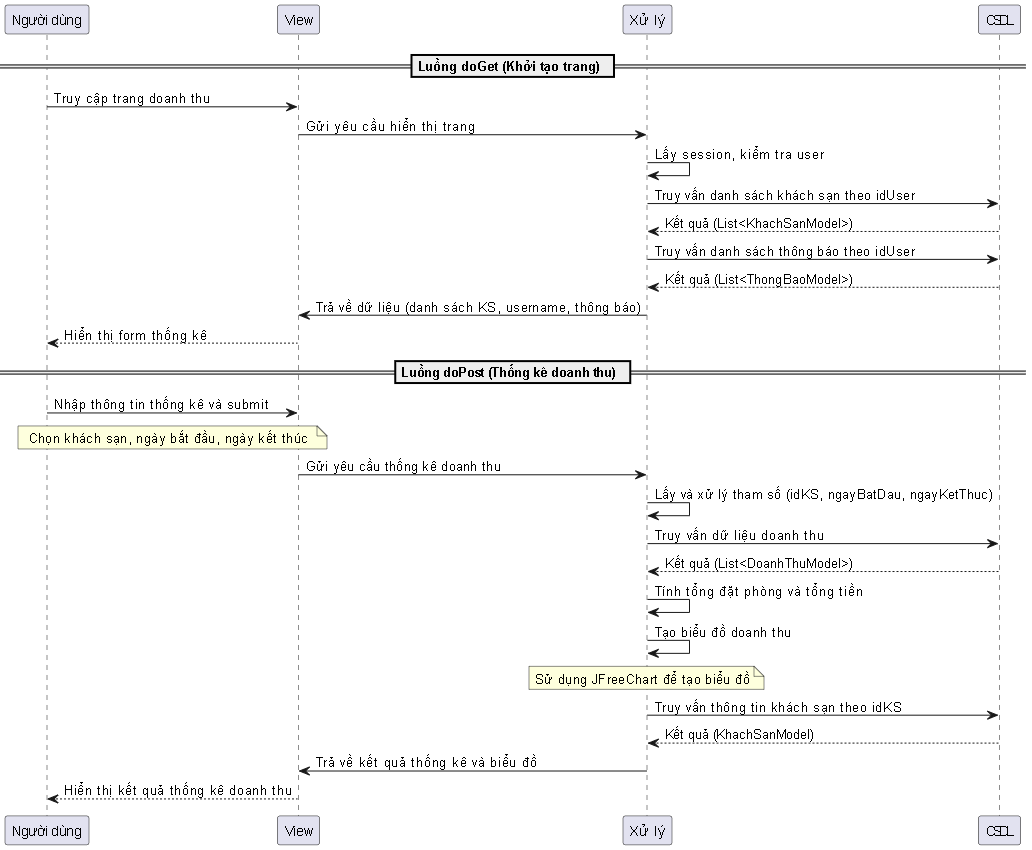 Người dùng View Xử lý CSDL
Luồng doGet (Khởi tạo trang)
Truy cập trang doanh thu
Gửi yêu cầu hiển thị trang
Lấy session, kiểm tra user
Truy vấn danh sách khách sạn theo idUser
Kết quả (List<KhachSanModel>)
Truy vấn danh sách thông báo theo idUser
Kết quả (List<ThongBaoModel>)
Trả về dữ liệu (danh sách KS, username, thông báo)
Hiển thị form thống kê
Luồng doPost (Thống kê doanh thu)
Nhập thông tin thống kê và submit
Chọn khách sạn, ngày bắt đầu, ngày kết thúc
Gửi yêu cầu thống kê doanh thu
Lấy và xử lý tham số (idKS, ngayBatDau, ngayKetThuc)
Truy vấn dữ liệu doanh thu
Kết quả (List<DoanhThuModel>)
Tính tổng đặt phòng và tổng tiền
Tạo biểu đồ doanh thu
Sử dụng JFreeChart để tạo biểu đồ
Truy vấn thông tin khách sạn theo idKS
Kết quả (KhachSanModel)
Trả về kết quả thống kê và biểu đồ
Hiển thị kết quả thống kê doanh thu
Người dùng View Xử lý CSDL